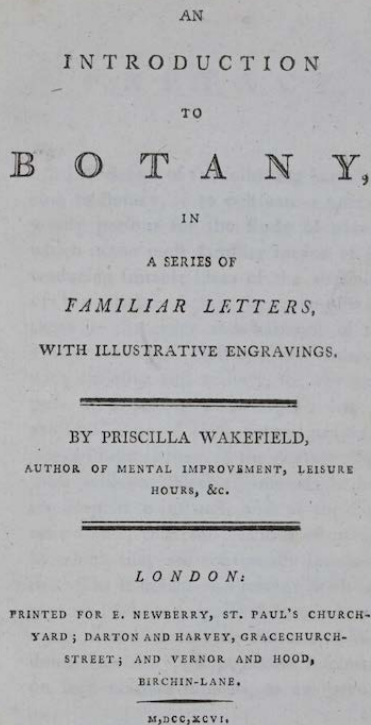 AN
INTRODUCTION
TO
BOTANY,
IN
A SERIES OF
FAMILIAR LETTERS,
WITH ILLUSTRATIVE ENGRAVINGS.
BY PRISCILLA WAKEFIELD,
AUTHOR OF MENTAL IMPROVEMENT, LEISURE
HOURS, &c.
LONDON:
PRINTED FOR E. NEWBERRY, ST. PAUL'S CHURCH-
YARD; DARTON AND HARVEY, GRACECHURCH-
STREET; AND VERNOR AND HOOD,
BIRCHIN-LANE.
M,DCC,XCVI.